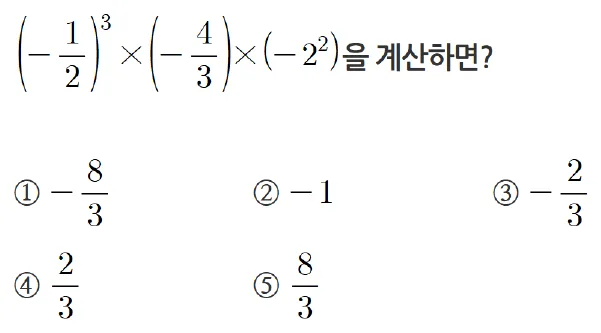 (-1/2)³×(-4/3)×(-2²)을 계산하면?
① -8/3 ② -1 ③ -2/3
④ 2/3 ⑤ 8/3